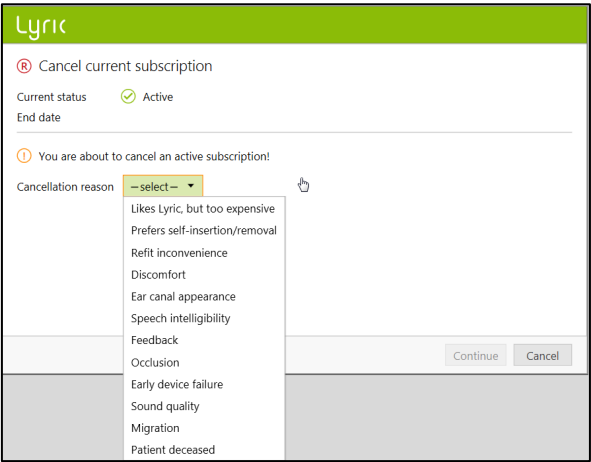 Lyric
R Cancel current subscription
Current status Active
End date
! You are about to cancel an active subscription!
Cancellation reason —select—
Likes Lyric, but too expensive
Prefers self-insertion/removal
Refit inconvenience
Discomfort
Ear canal appearance
Speech intelligibility
Feedback
Continue Cancel
Occlusion
Early device failure
Sound quality
Migration
Patient deceased